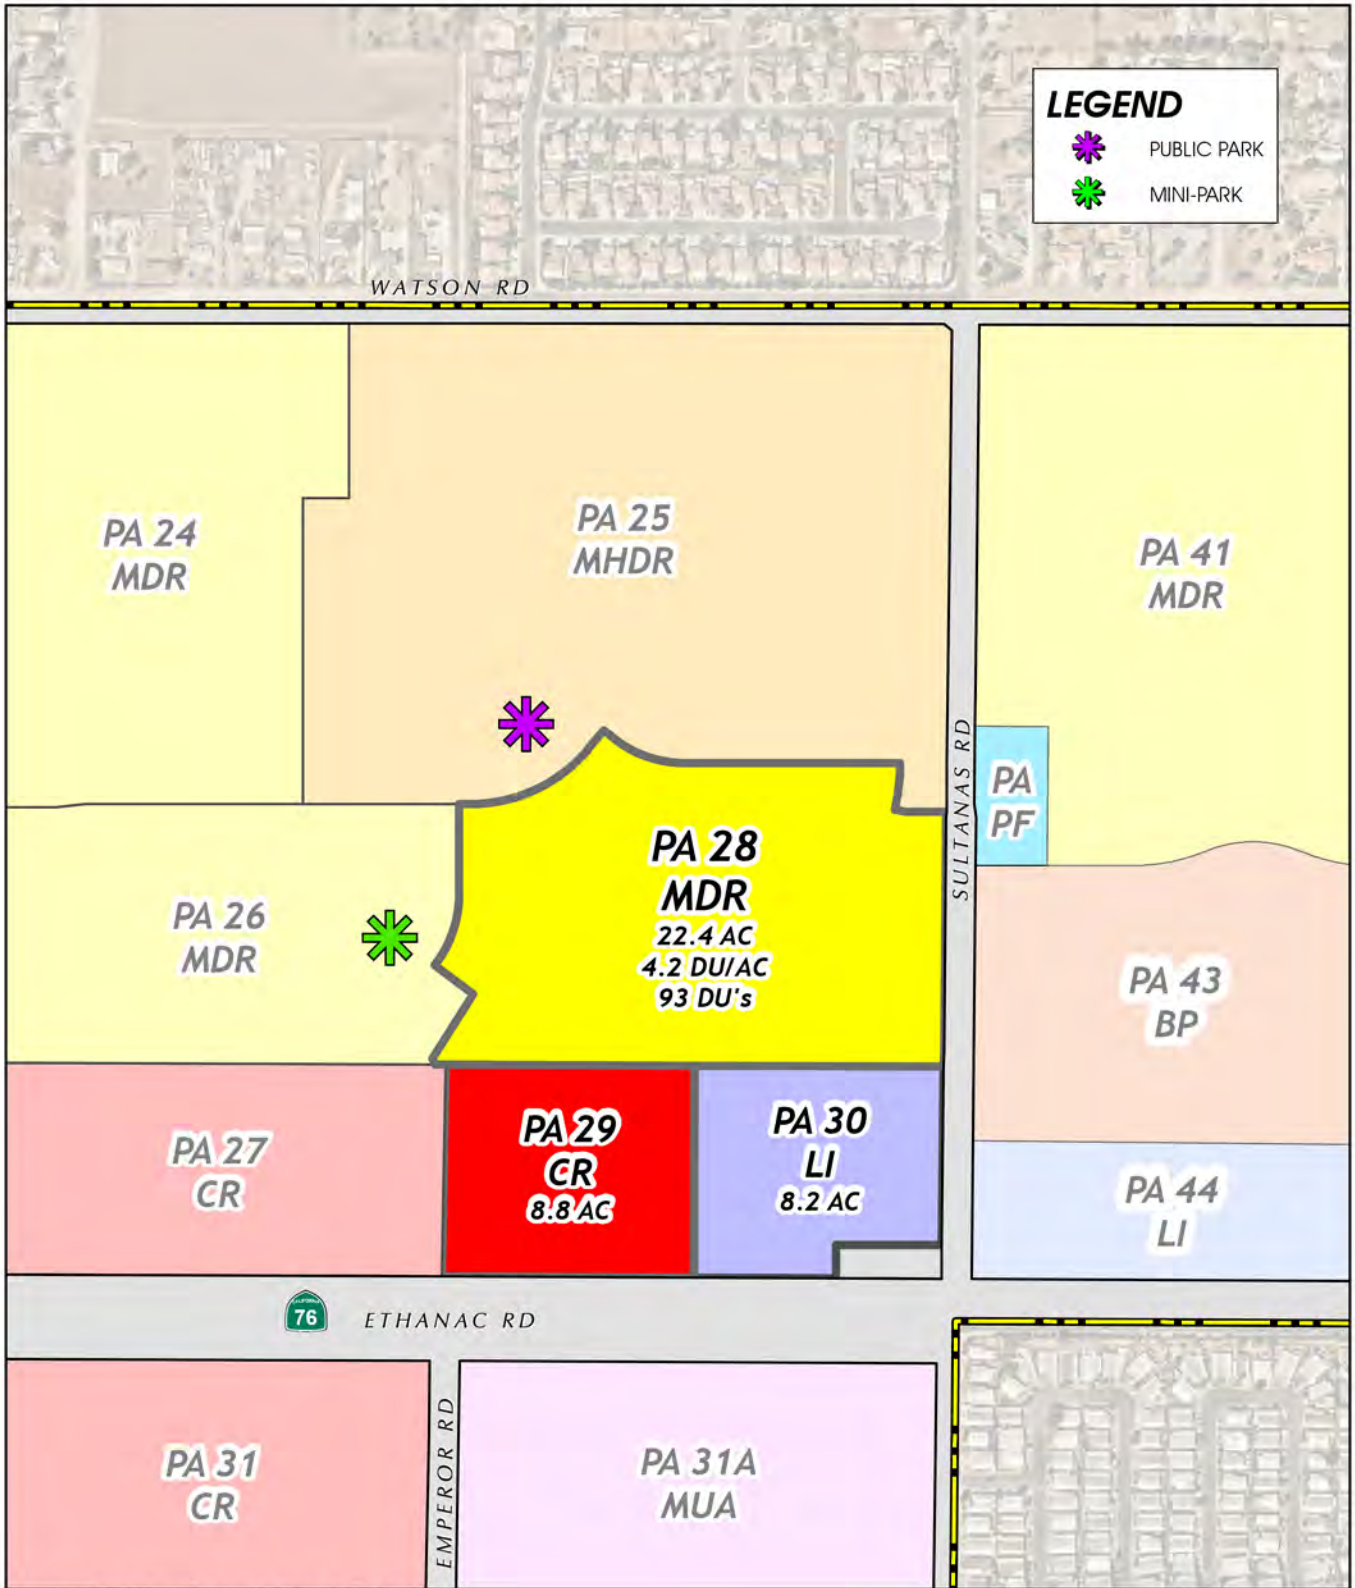 LEGEND
PUBLIC PARK
MINI-PARK
WATSON RD
PA 24
MDR
PA 25
MHDR
PA 41
MDR
SULTANAS RD
PA
PF
PA 28
MDR
22.4 AC
4.2 DU/AC
93 DU's
PA 26
MDR
PA 43
BP
PA 27
CR
PA 29
CR
8.8 AC
PA 30
LI
8.2 AC
PA 44
LI
CALIFORNIA
76
ETHANAC RD
EMPEROR RD
PA 31
CR
PA 31A
MUA